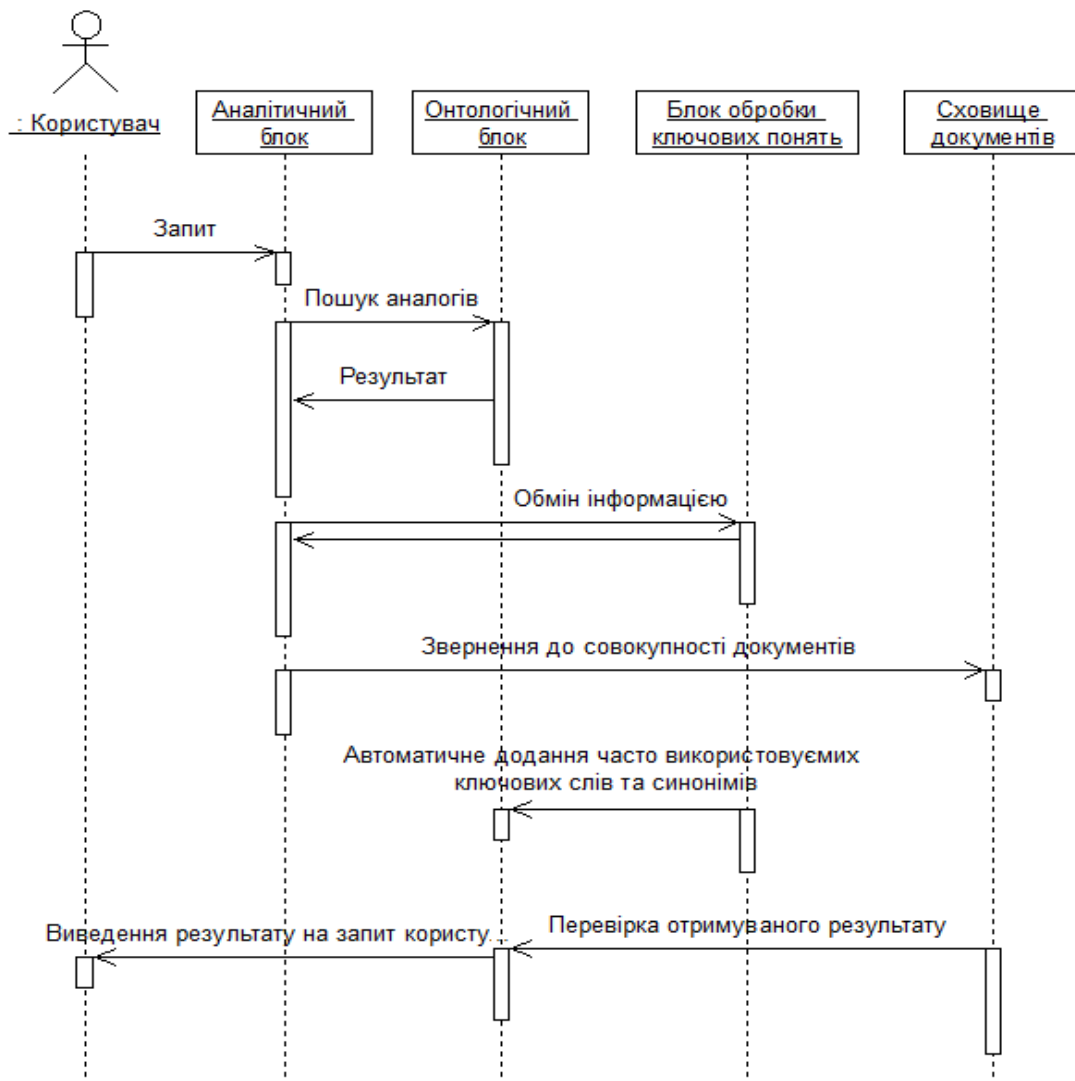 : Користувач
Аналітичний
блок
Онтологічний
блок
Блок обробки
ключових понять
Сховище
документів
Запит
Пошук аналогів
Результат
Обмін інформацією
Звернення до совокупності документів
Автоматичне додання часто використовуємих
ключових слів та синонімів
Перевірка отримуваного результату
Виведення результату на запит користу...